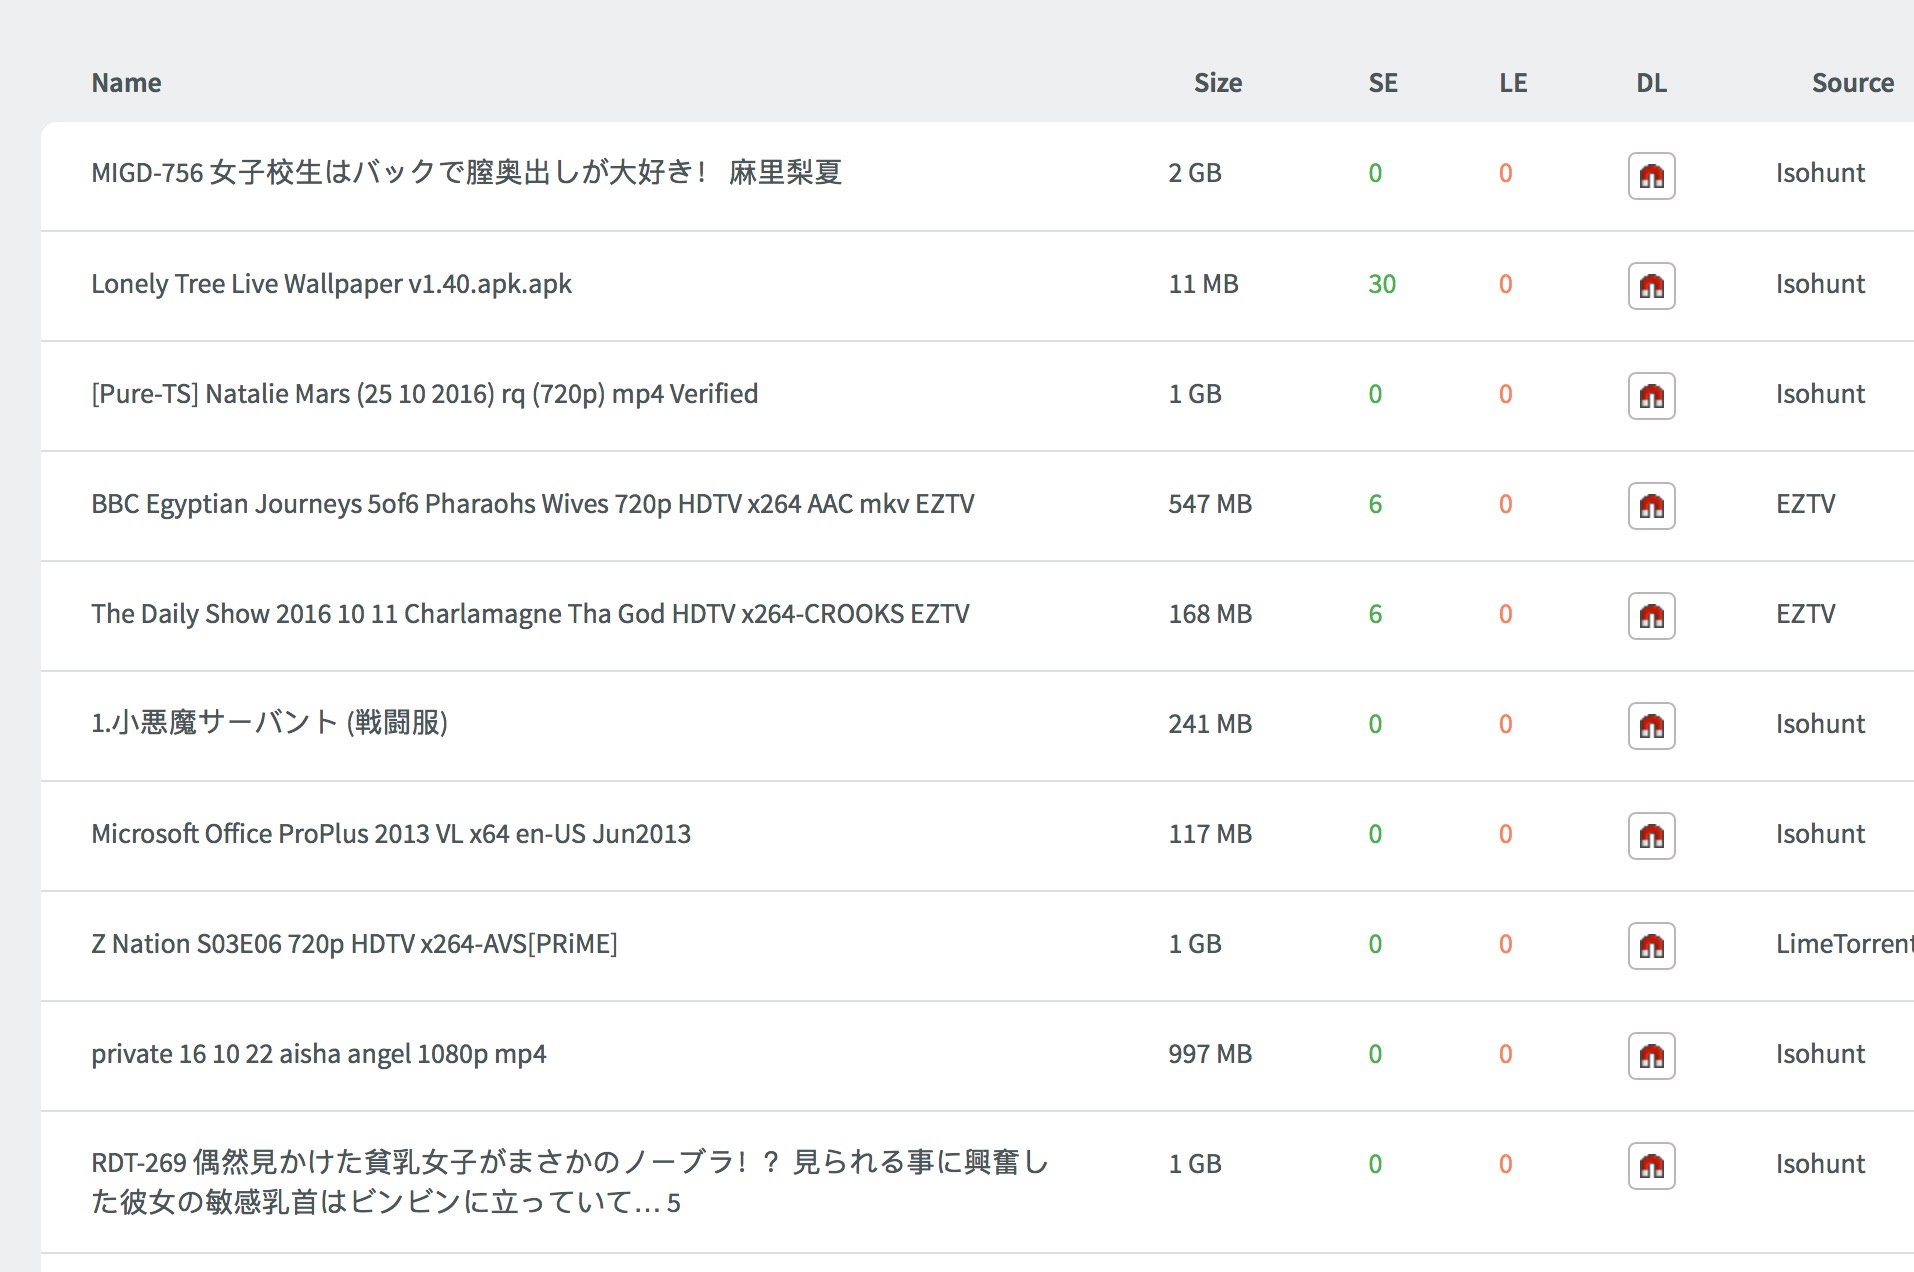 Name Size SE LE DL Source
MIGD-756 女子校生はバックで膣奥出しが大好き！ 麻里梨夏 2 GB 0 0 Isohunt
Lonely Tree Live Wallpaper v1.40.apk.apk 11 MB 30 0 Isohunt
[Pure-TS] Natalie Mars (25 10 2016) rq (720p) mp4 Verified 1 GB 0 0 Isohunt
BBC Egyptian Journeys 5of6 Pharaohs Wives 720p HDTV x264 AAC mkv EZTV 547 MB 6 0 EZTV
The Daily Show 2016 10 11 Charlamagne Tha God HDTV x264-CROOKS EZTV 168 MB 6 0 EZTV
1.小悪魔サーバント (戦闘服) 241 MB 0 0 Isohunt
Microsoft Office ProPlus 2013 VL x64 en-US Jun2013 117 MB 0 0 Isohunt
Z Nation S03E06 720p HDTV x264-AVS[PRiME] 1 GB 0 0 LimeTorrent
private 16 10 22 aisha angel 1080p mp4 997 MB 0 0 Isohunt
RDT-269 偶然見かけた貧乳女子がまさかのノーブラ！？ 見られる事に興奮し 1 GB 0 0 Isohunt
た彼女の敏感乳首はビンビンに立っていて… 5